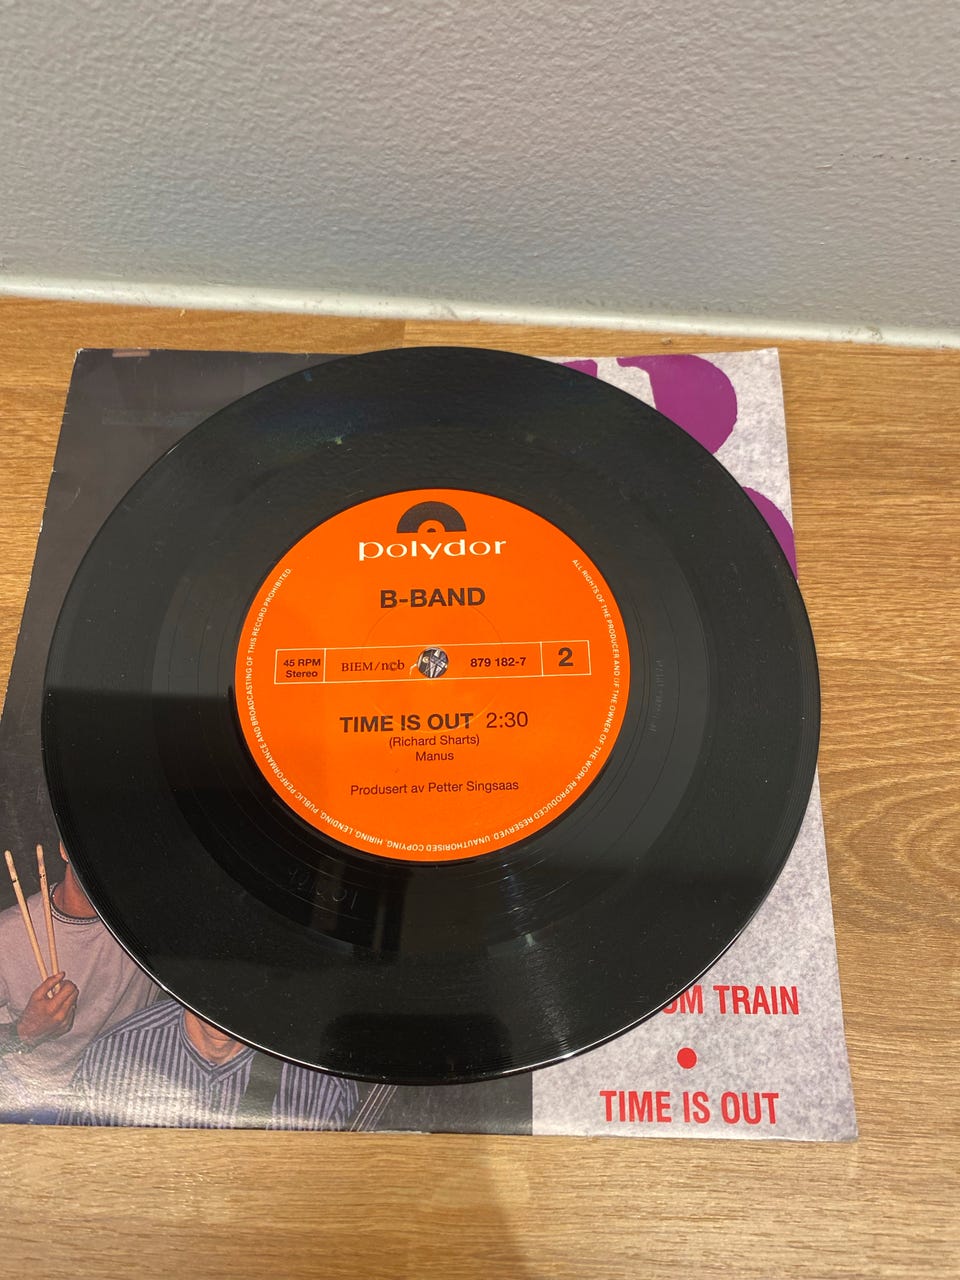 polydor
B-BAND
45 RPM
Stereo
BIEM/ncb
879 182-7
2
TIME IS OUT 2:30
(Richard Sharts)
Manus
Produsert av Petter Singsaas
ALL RIGHTS OF THE PRODUCER AND OF THE OWNER OF THE WORK REPRODUCED RESERVED. UNAUTHORISED COPYING, HIRING, LENDING, PUBLIC PERFORMANCE AND BROADCASTING OF THIS RECORD PROHIBITED.
TRAIN
TIME IS OUT